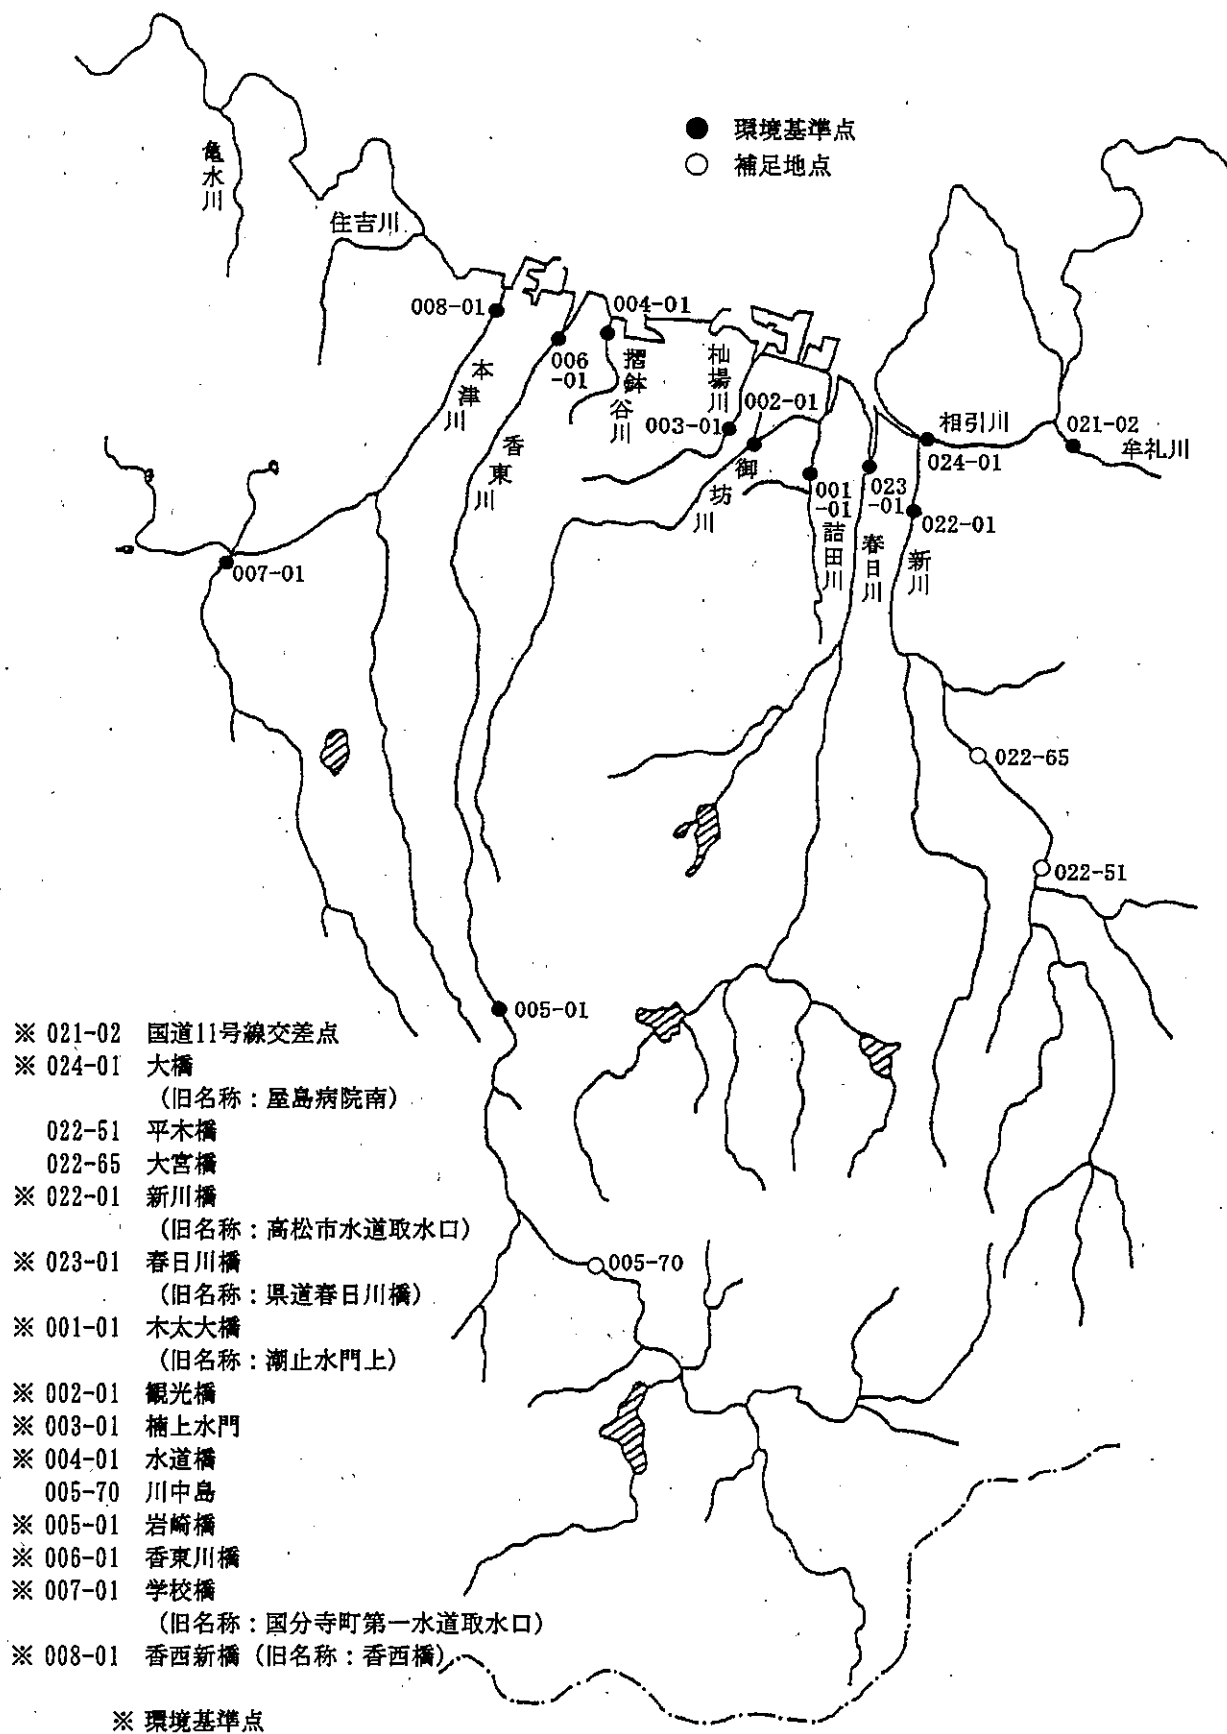 ● 環境基準点
○ 補足地点
亀水川
住吉川
008-01
本津川
006
-01
香東川
004-01
摺鉢谷川
杣場川
003-01
002-01
御坊川
001
-01
詰田川
023
-01
春日川
022-01
新川
相引川
024-01
021-02
牟礼川
007-01
022-65
022-51
005-01
005-70
※ 021-02 国道11号線交差点
※ 024-01 大橋
(旧名称：屋島病院南)
022-51 平木橋
022-65 大宮橋
※ 022-01 新川橋
(旧名称：高松市水道取水口)
※ 023-01 春日川橋
(旧名称：県道春日川橋)
※ 001-01 木太大橋
(旧名称：潮止水門上)
※ 002-01 観光橋
※ 003-01 楠上水門
※ 004-01 水道橋
005-70 川中島
※ 005-01 岩崎橋
※ 006-01 香東川橋
※ 007-01 学校橋
(旧名称：国分寺町第一水道取水口)
※ 008-01 香西新橋 (旧名称：香西橋)
※ 環境基準点